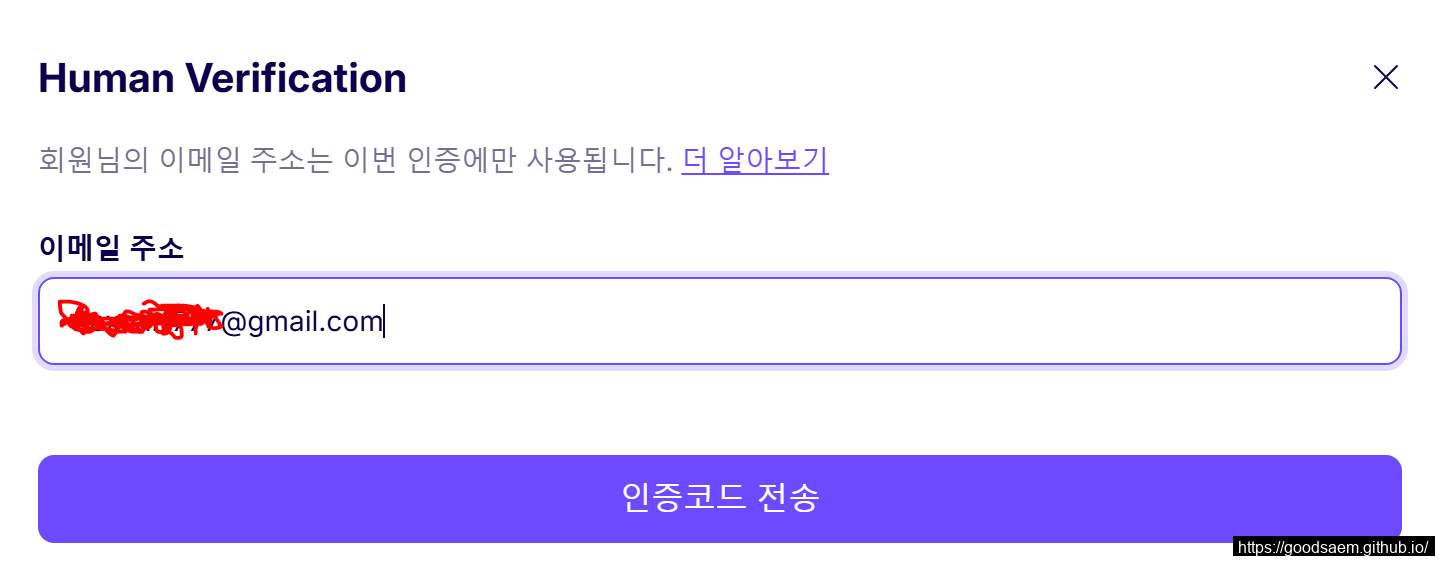 Human Verification
회원님의 이메일 주소는 이번 인증에만 사용됩니다. 더 알아보기
이메일 주소
@gmail.com
인증코드 전송
https://goodsaem.github.io/